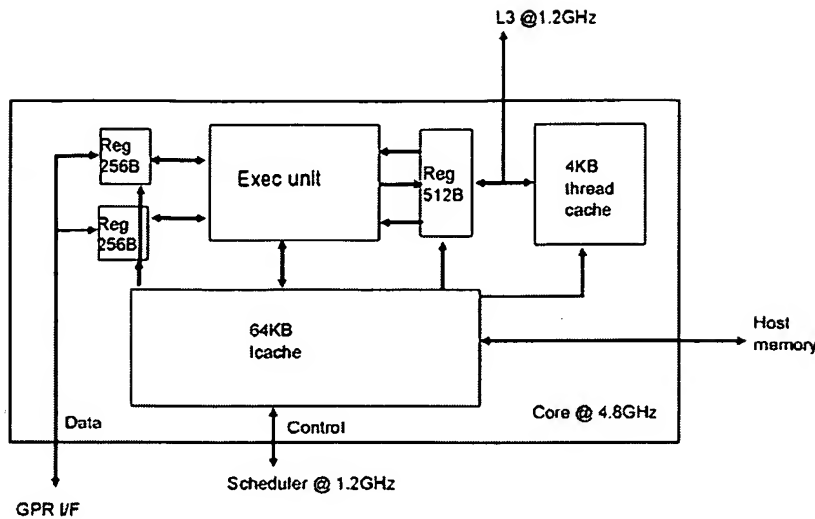 L3 @1.2GHz
Reg
256B
Exec unit
Reg
512B
4KB
thread
cache
Reg
256B
64KB
Icache
Host
memory
Data
Control
Core @ 4.8GHz
Scheduler @ 1.2GHz
GPR I/F